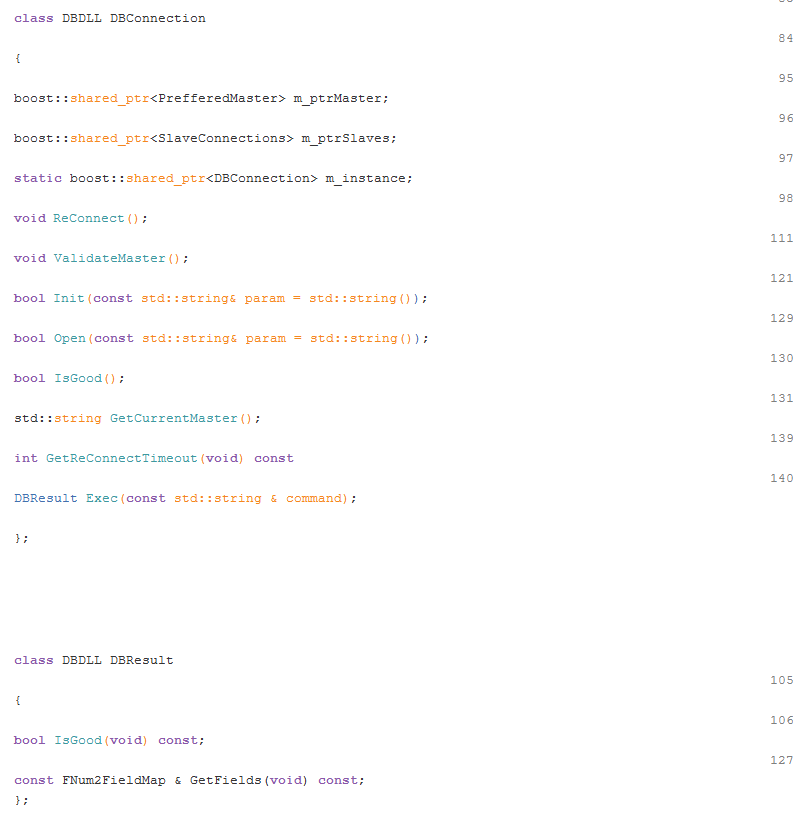 class DBDLL DBConnection
84
{
95
boost::shared_ptr<PrefferedMaster> m_ptrMaster;
96
boost::shared_ptr<SlaveConnections> m_ptrSlaves;
97
static boost::shared_ptr<DBConnection> m_instance;
98
void ReConnect();
111
void ValidateMaster();
121
bool Init(const std::string& param = std::string());
129
bool Open(const std::string& param = std::string());
130
bool IsGood();
131
std::string GetCurrentMaster();
139
int GetReConnectTimeout(void) const
140
DBResult Exec(const std::string & command);
};
class DBDLL DBResult
105
{
106
bool IsGood(void) const;
127
const FNum2FieldMap & GetFields(void) const;
};